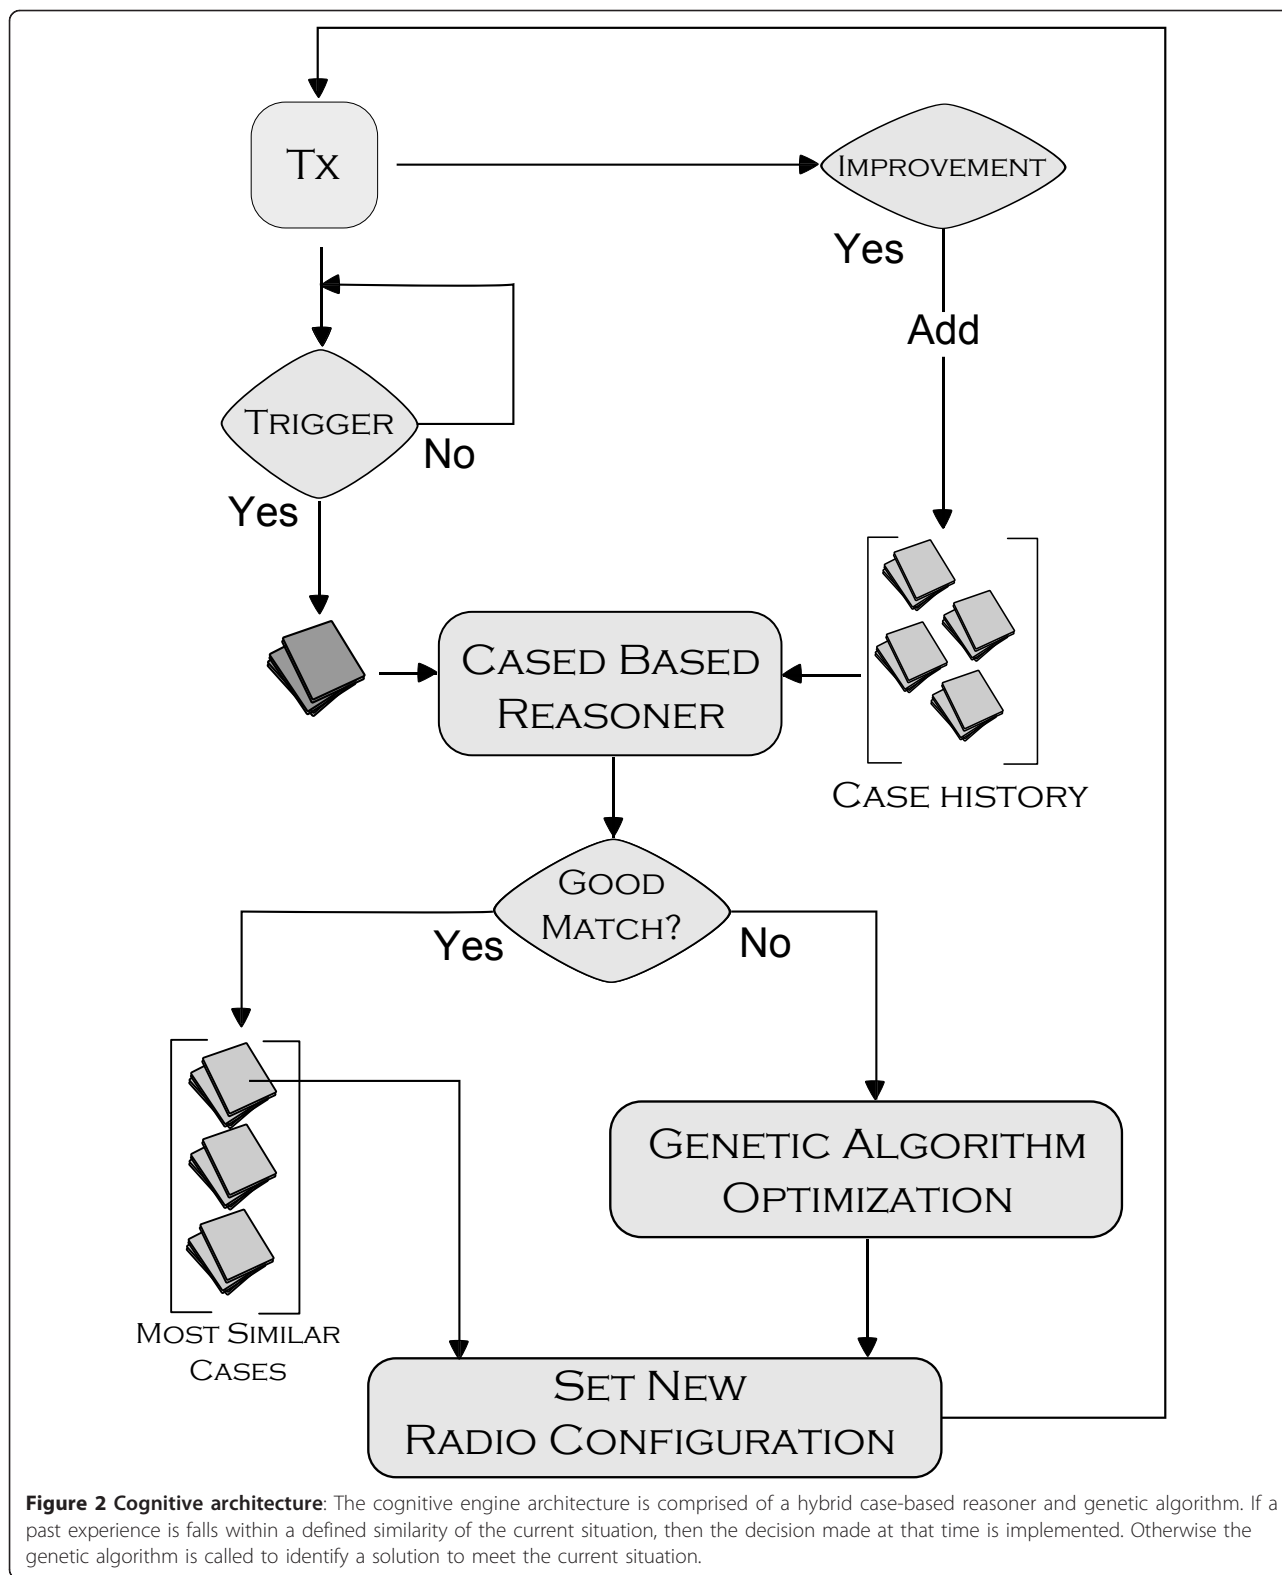 Tx
IMPROVEMENT
Yes
Add
TRIGGER
No
Yes
CASED BASED
REASONER
CASE HISTORY
GOOD
MATCH?
Yes
No
GENETIC ALGORITHM
OPTIMIZATION
MOST SIMILAR
CASES
SET NEW
RADIO CONFIGURATION
Figure 2 Cognitive architecture: The cognitive engine architecture is comprised of a hybrid case-based reasoner and genetic algorithm. If a
past experience is falls within a defined similarity of the current situation, then the decision made at that time is implemented. Otherwise the
genetic algorithm is called to identify a solution to meet the current situation.